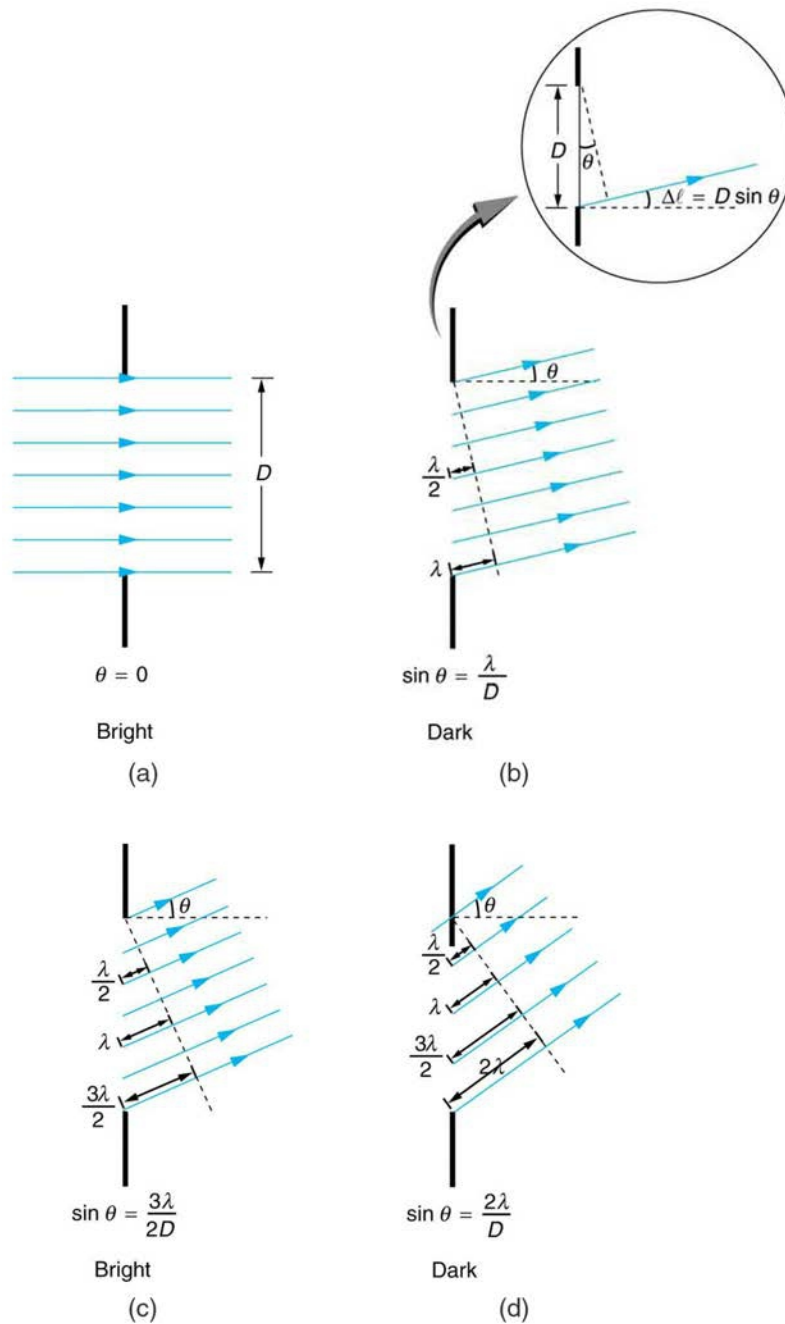 D
θ
Δℓ = D sin θ
D
θ
λ/2
λ
θ = 0
sin θ = λ/D
Bright
Dark
(a)
(b)
θ
λ/2
λ
3λ/2
θ
λ/2
λ
3λ/2
2λ
sin θ = 3λ/2D
sin θ = 2λ/D
Bright
Dark
(c)
(d)